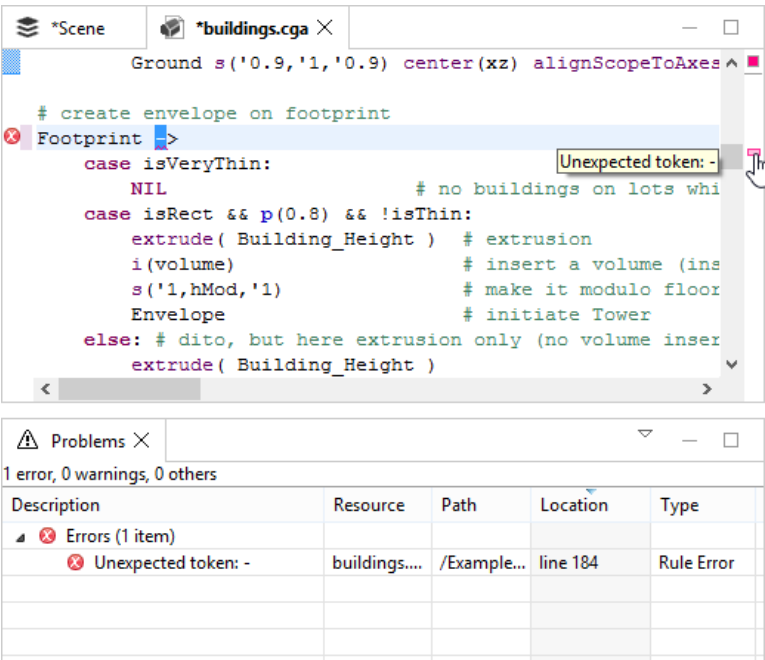 *Scene *buildings.cga
Ground s('0.9,'1,'0.9) center(xz) alignScopeToAxes
# create envelope on footprint
Footprint ->
case isVeryThin:
Unexpected token: -
NIL # no buildings on lots whi
case isRect && p(0.8) && !isThin:
extrude( Building_Height ) # extrusion
i(volume) # insert a volume (ins
s('1,hMod,'1) # make it modulo floor
Envelope # initiate Tower
else: # dito, but here extrusion only (no volume inser
extrude( Building_Height )
Problems
1 error, 0 warnings, 0 others
Description Resource Path Location Type
Errors (1 item)
Unexpected token: - buildings.... /Example... line 184 Rule Error